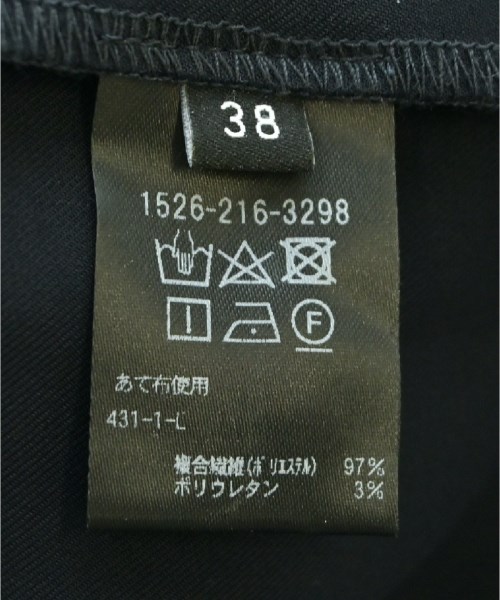 38
1526-216-3298
F
あて布使用
431-1-L
複合繊維(ポリエステル) 97%
ポリウレタン 3%